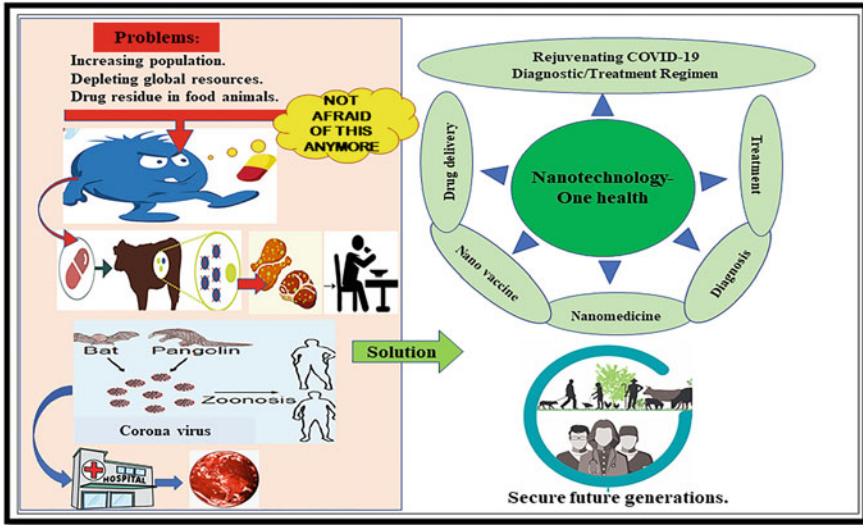 Problems:
Increasing population.
Depleting global resources.
Drug residue in food animals.
NOT
AFRAID
OF THIS
ANYMORE
Bat
Pangolin
Zoonosis
Corona virus
HOSPITAL
Solution
Rejuvenating COVID-19
Diagnostic/Treatment Regimen
Drug delivery
Nanotechnology-
One health
Treatment
Nano vaccine
Diagnosis
Nanomedicine
Secure future generations.